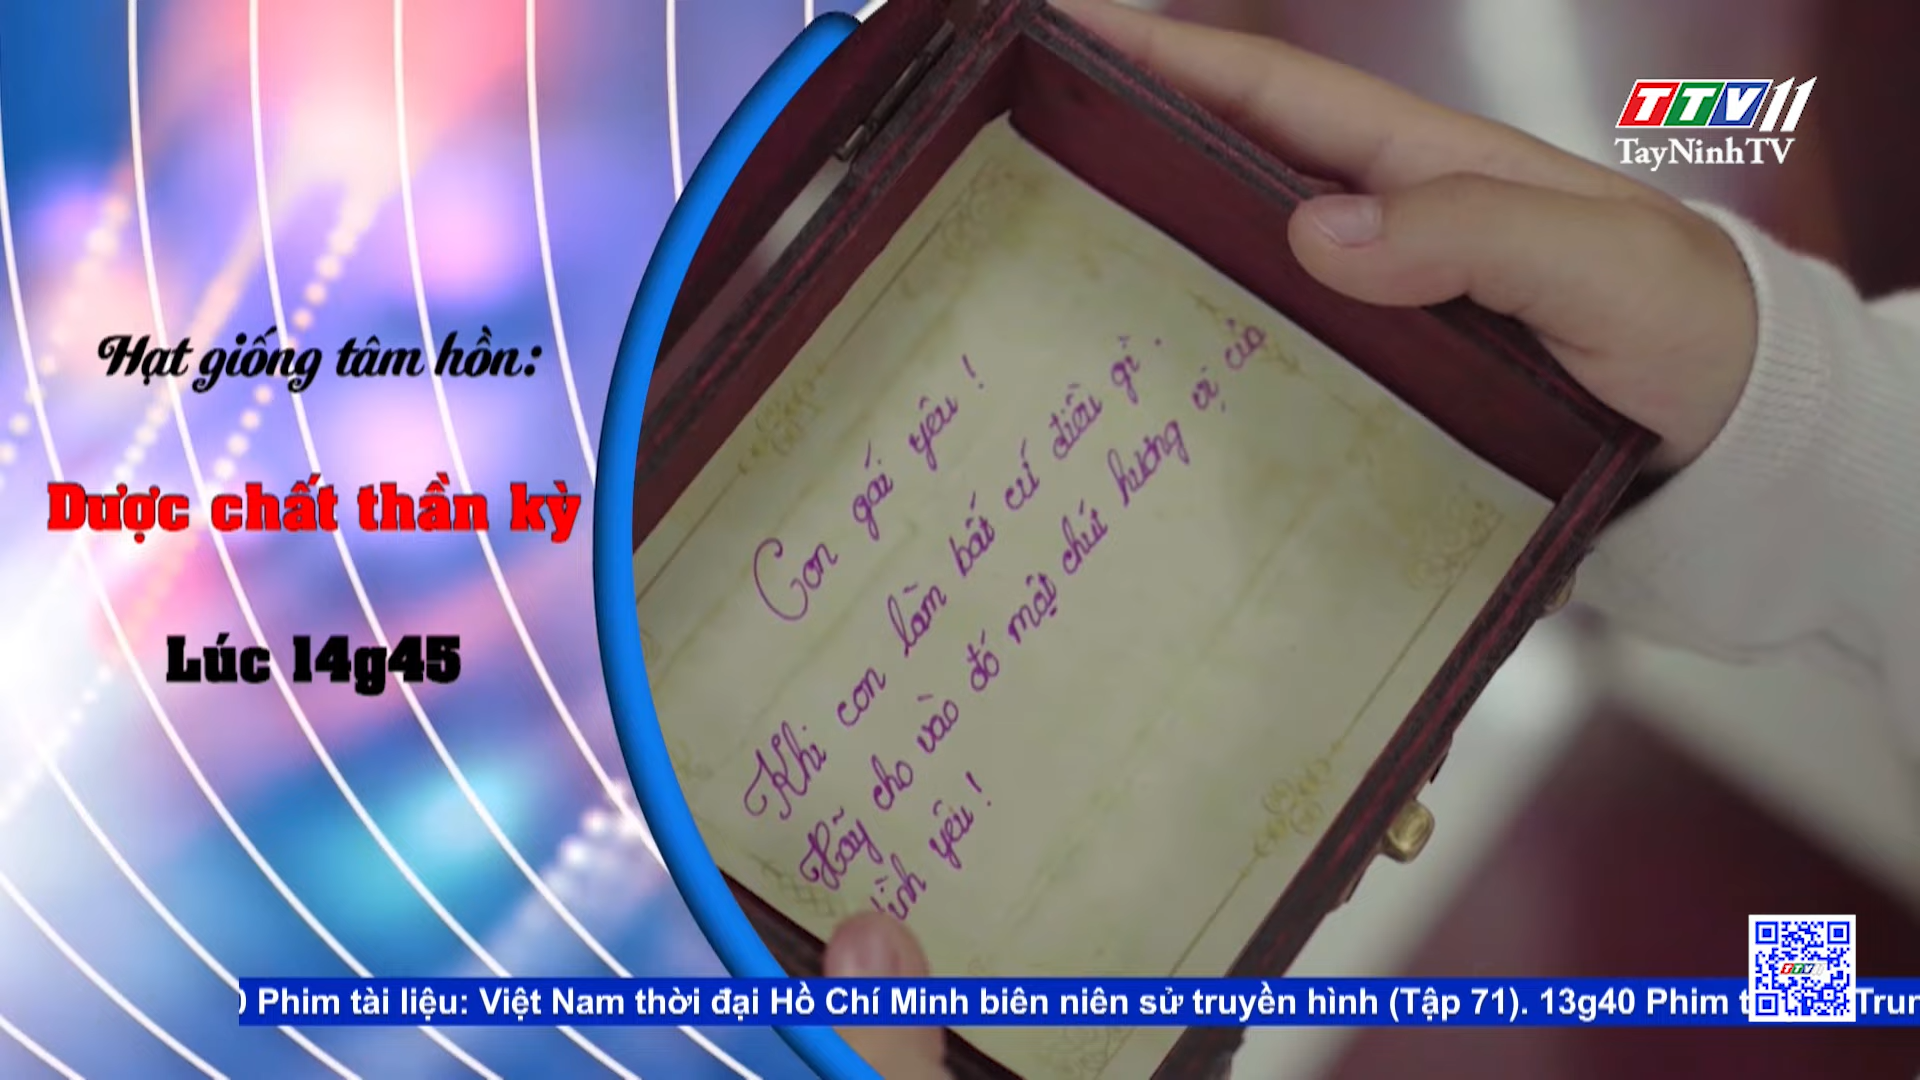 TTV11
TayNinhTV
Hạt giống tâm hồn:
Dược chất thần kỳ
Lúc 14g45
Con gái yêu !
Khi con làm bất cứ điều gì.
Hãy cho vào đó một chút hương vị của
tình yêu !
Phim tài liệu: Việt Nam thời đại Hồ Chí Minh biên niên sử truyền hình (Tập 71). 13g40 Phim
TTV11